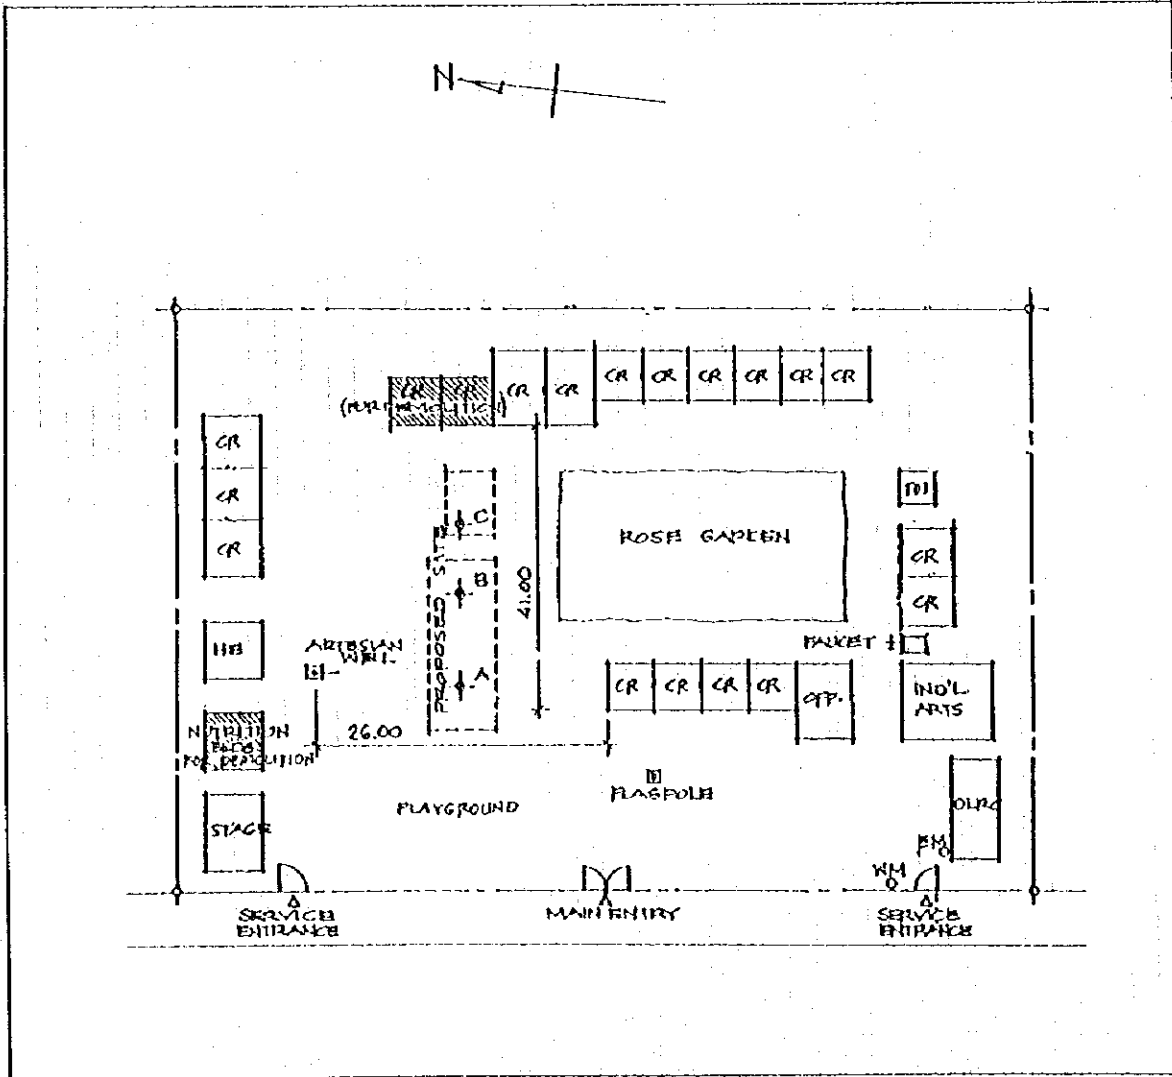 N
CR
CR
(FOR DEMOLITION)
CR
CR
CR
CR
CR
CR
CR
CR
CR
CR
CR
C
B
A
PROPOSED SITE
41.00
ROSE GARDEN
CR
CR
FAUCET
HB
ARTESIAN
WELL
CR
CR
CR
CR
OFF.
IND'L
ARTS
NUTRITION
BLDG
FOR DEMOLITION
26.00
FLAGPOLE
PLAYGROUND
STAGE
WM
SERVICE
ENTRANCE
MAIN ENTRY
SERVICE
ENTRANCE